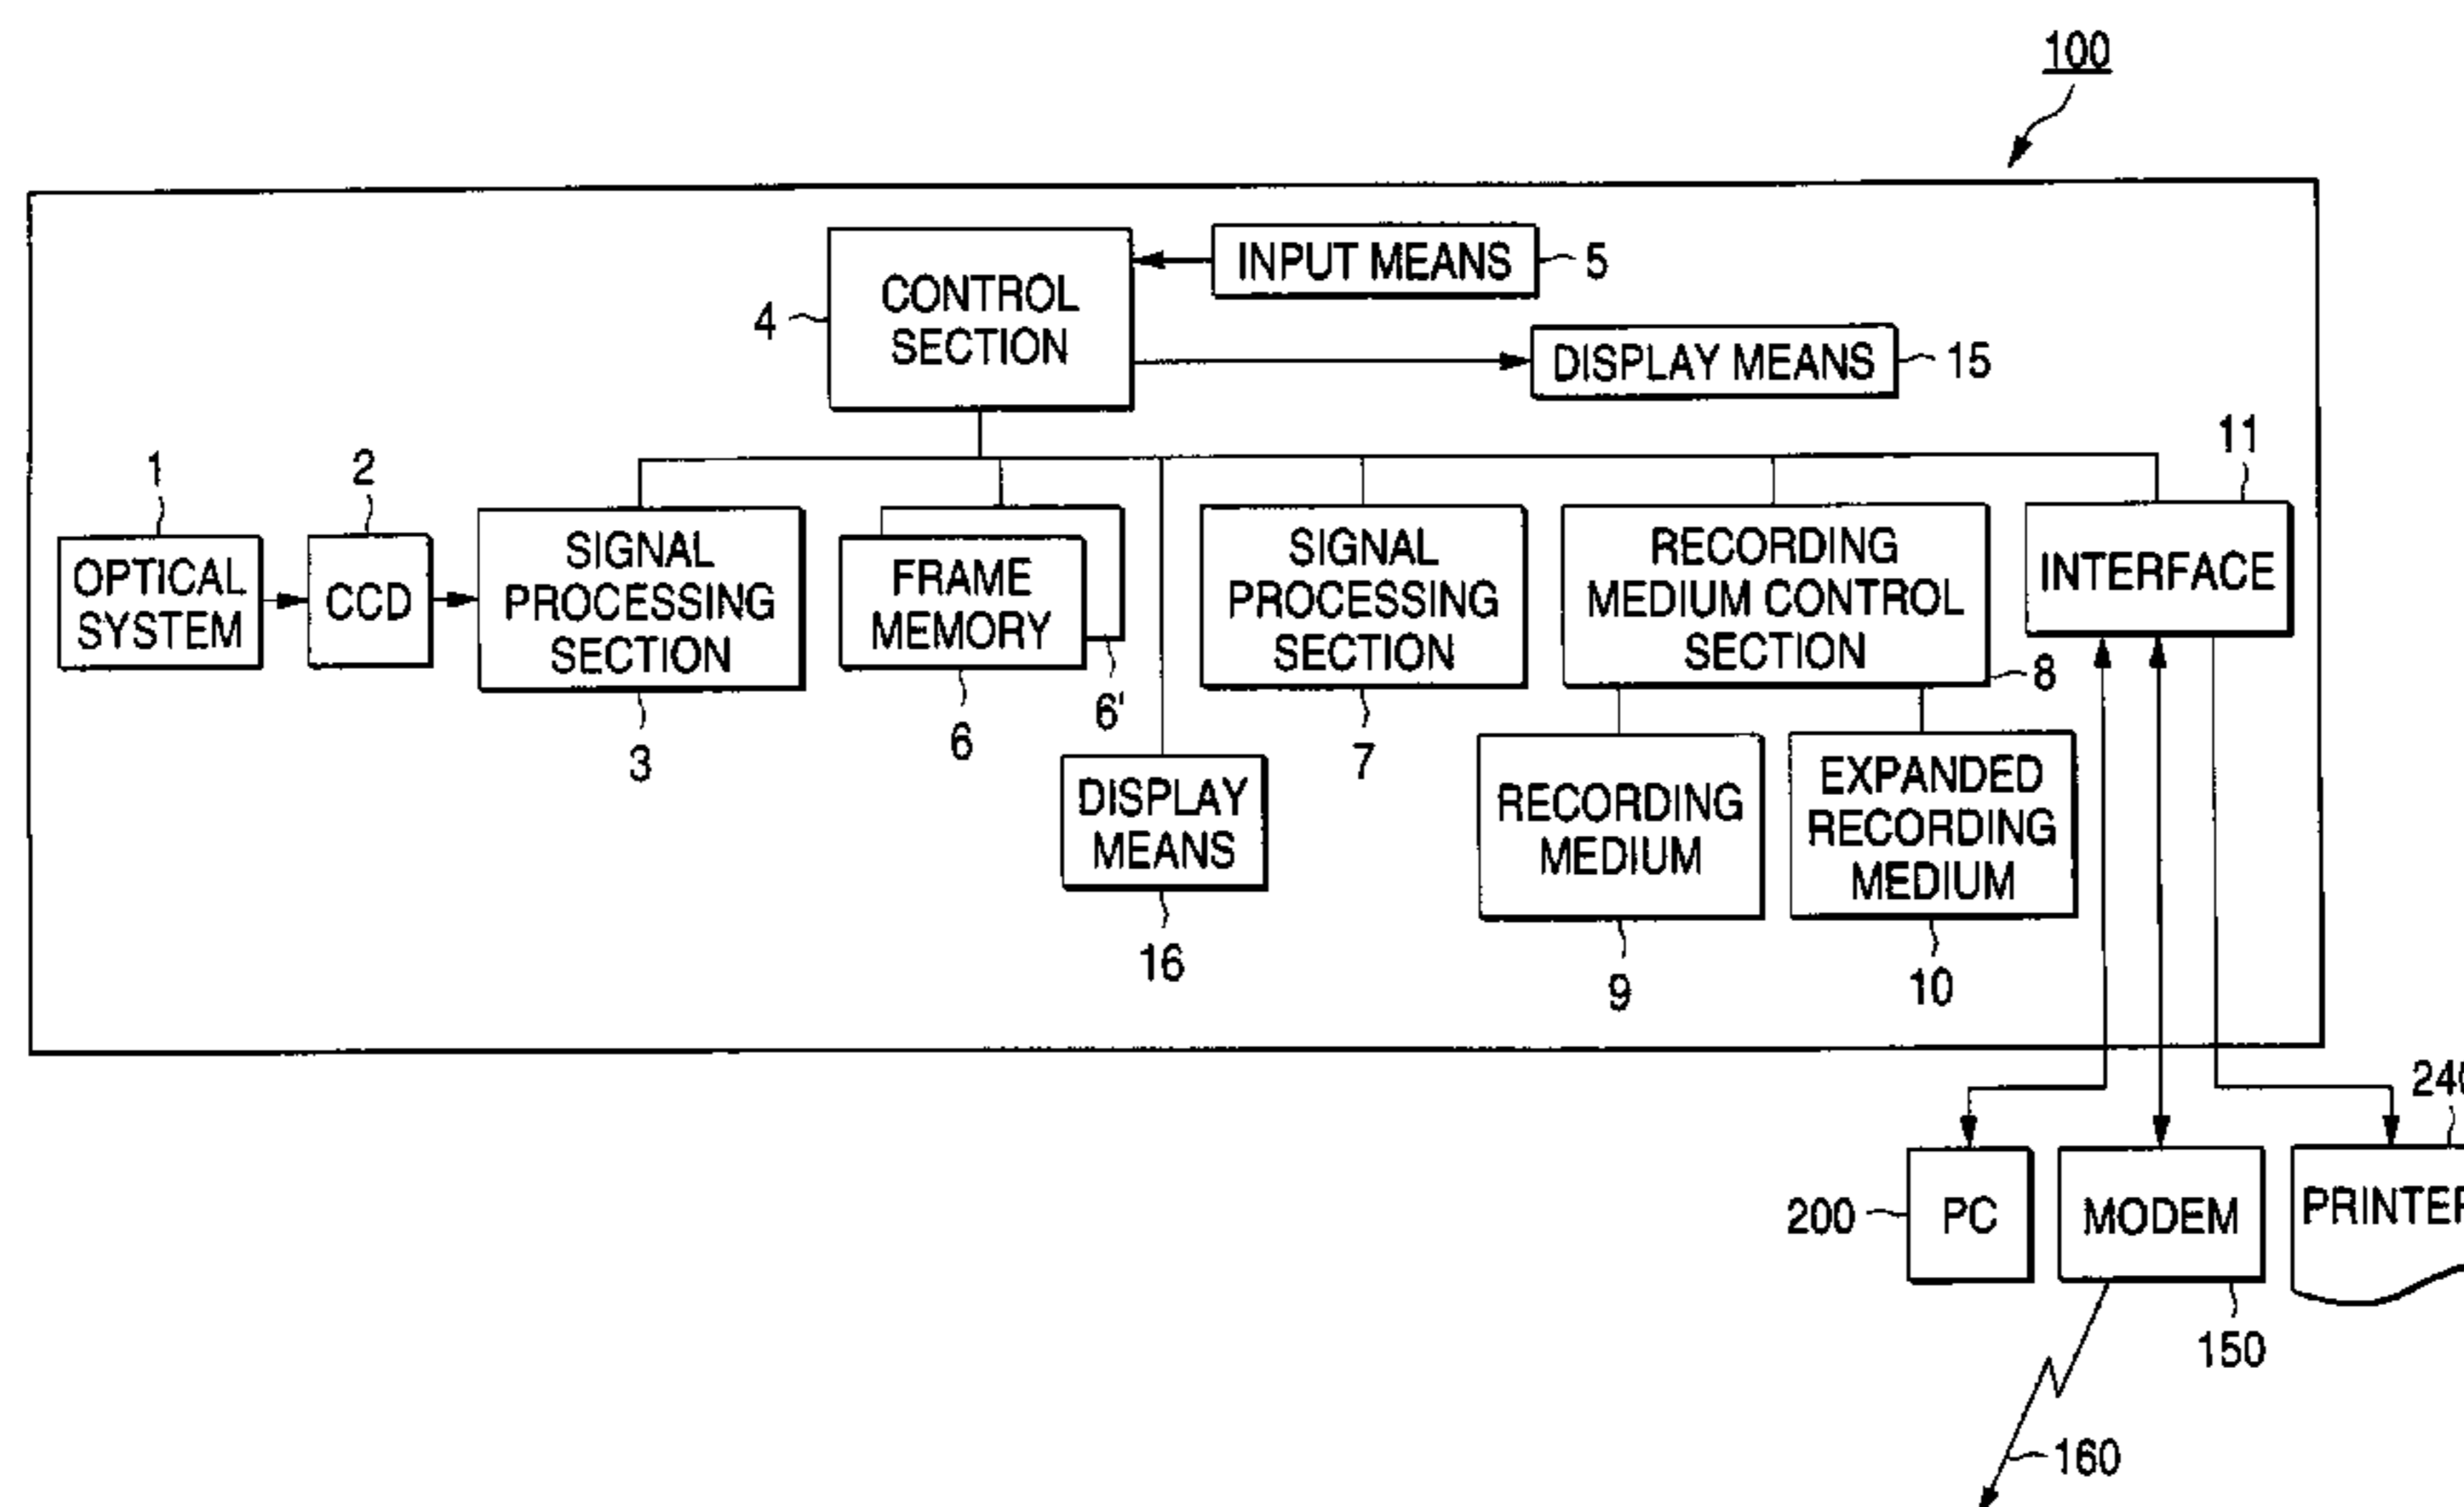 100
INPUT MEANS
5
CONTROL
SECTION
4
DISPLAY MEANS
15
1
2
11
OPTICAL
SYSTEM
CCD
SIGNAL
PROCESSING
SECTION
3
FRAME
MEMORY
6
6'
SIGNAL
PROCESSING
SECTION
7
RECORDING
MEDIUM CONTROL
SECTION
8
INTERFACE
DISPLAY
MEANS
16
RECORDING
MEDIUM
9
EXPANDED
RECORDING
MEDIUM
10
200
PC
MODEM
150
PRINTER
160